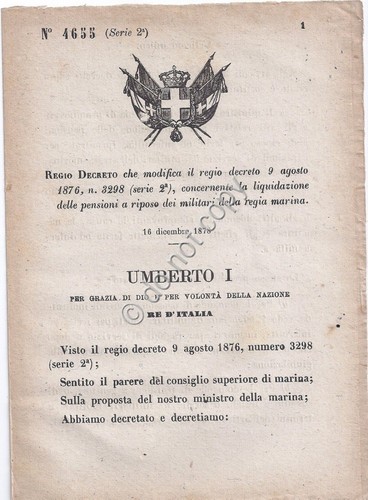 N° 4655 (Serie 2ª)
1
REGIO DECRETO che modifica il regio decreto 9 agosto
1876, n. 3298 (serie 2ª), concernente la liquidazione
delle pensioni a riposo dei militari della regia marina.
16 dicembre 1878
UMBERTO I
PER GRAZIA DI DIO E PER VOLONTÀ DELLA NAZIONE
RE D'ITALIA
Visto il regio decreto 9 agosto 1876, numero 3298
(serie 2ª);
Sentito il parere del consiglio superiore di marina;
Sulla proposta del nostro ministro della marina;
Abbiamo decretato e decretiamo:
do not copy